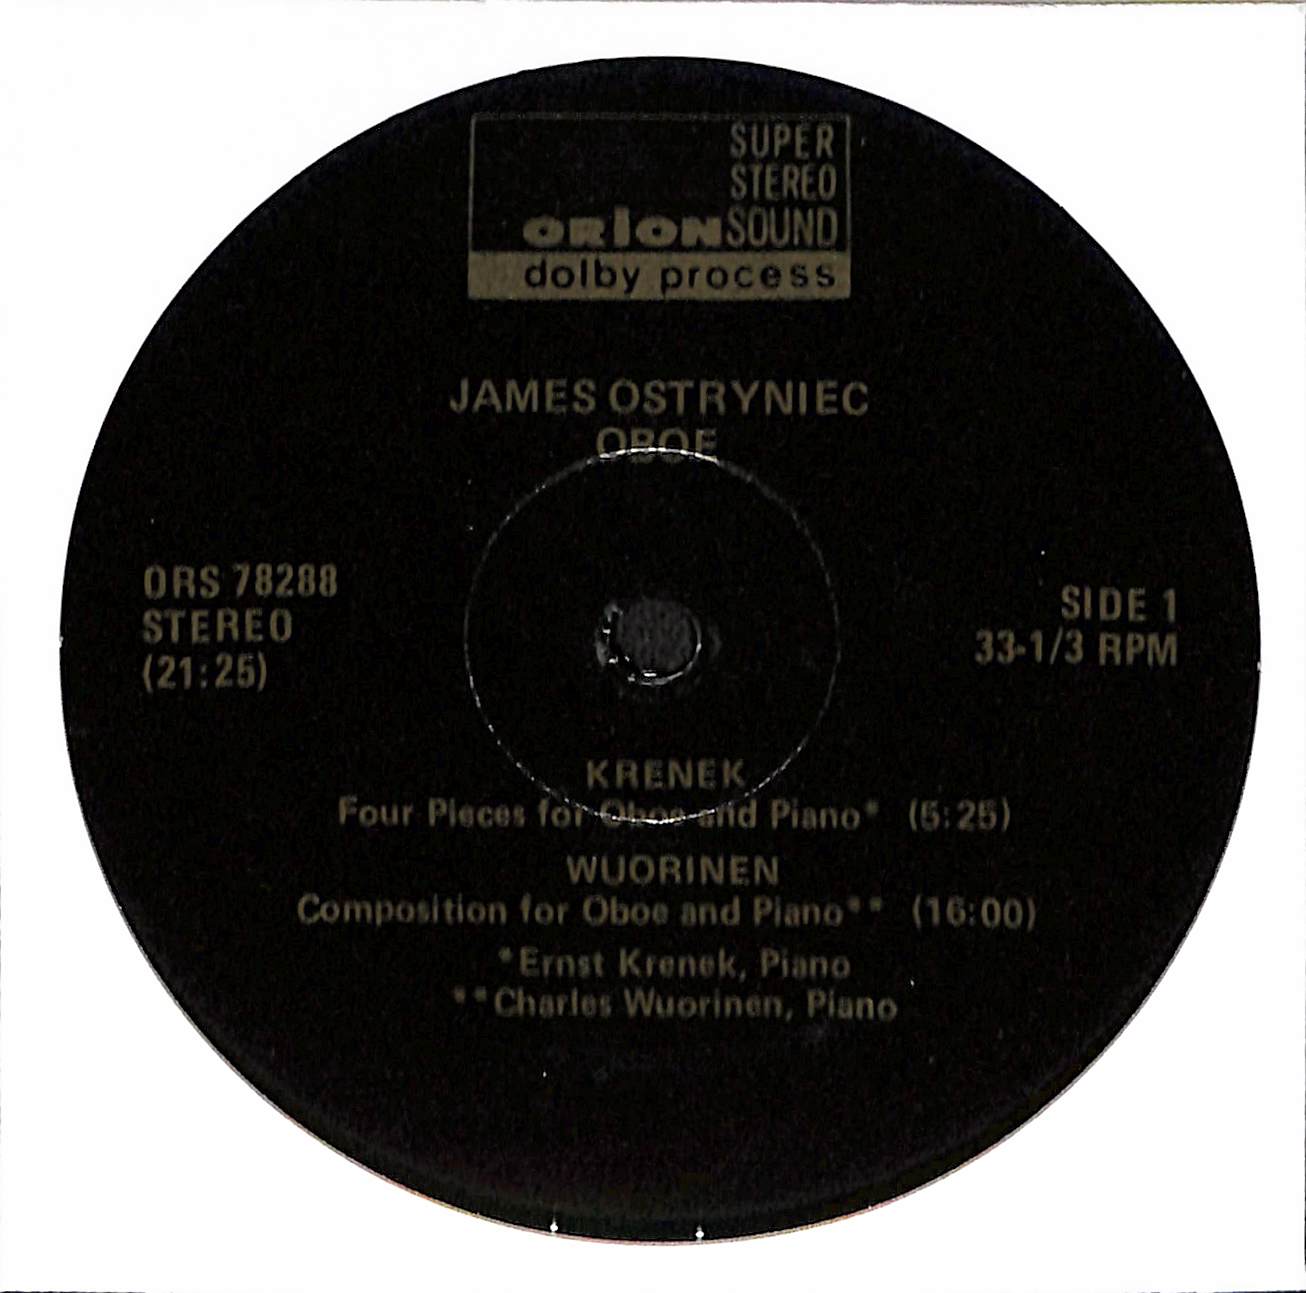 SUPER
STEREO
ORION SOUND
dolby process
JAMES OSTRYNIEC
OBOE
ORS 78288
STEREO
(21:25)
SIDE 1
33-1/3 RPM
KRENEK
Four Pieces for Oboe and Piano* (5:25)
WUORINEN
Composition for Oboe and Piano** (16:00)
*Ernst Krenek, Piano
**Charles Wuorinen, Piano